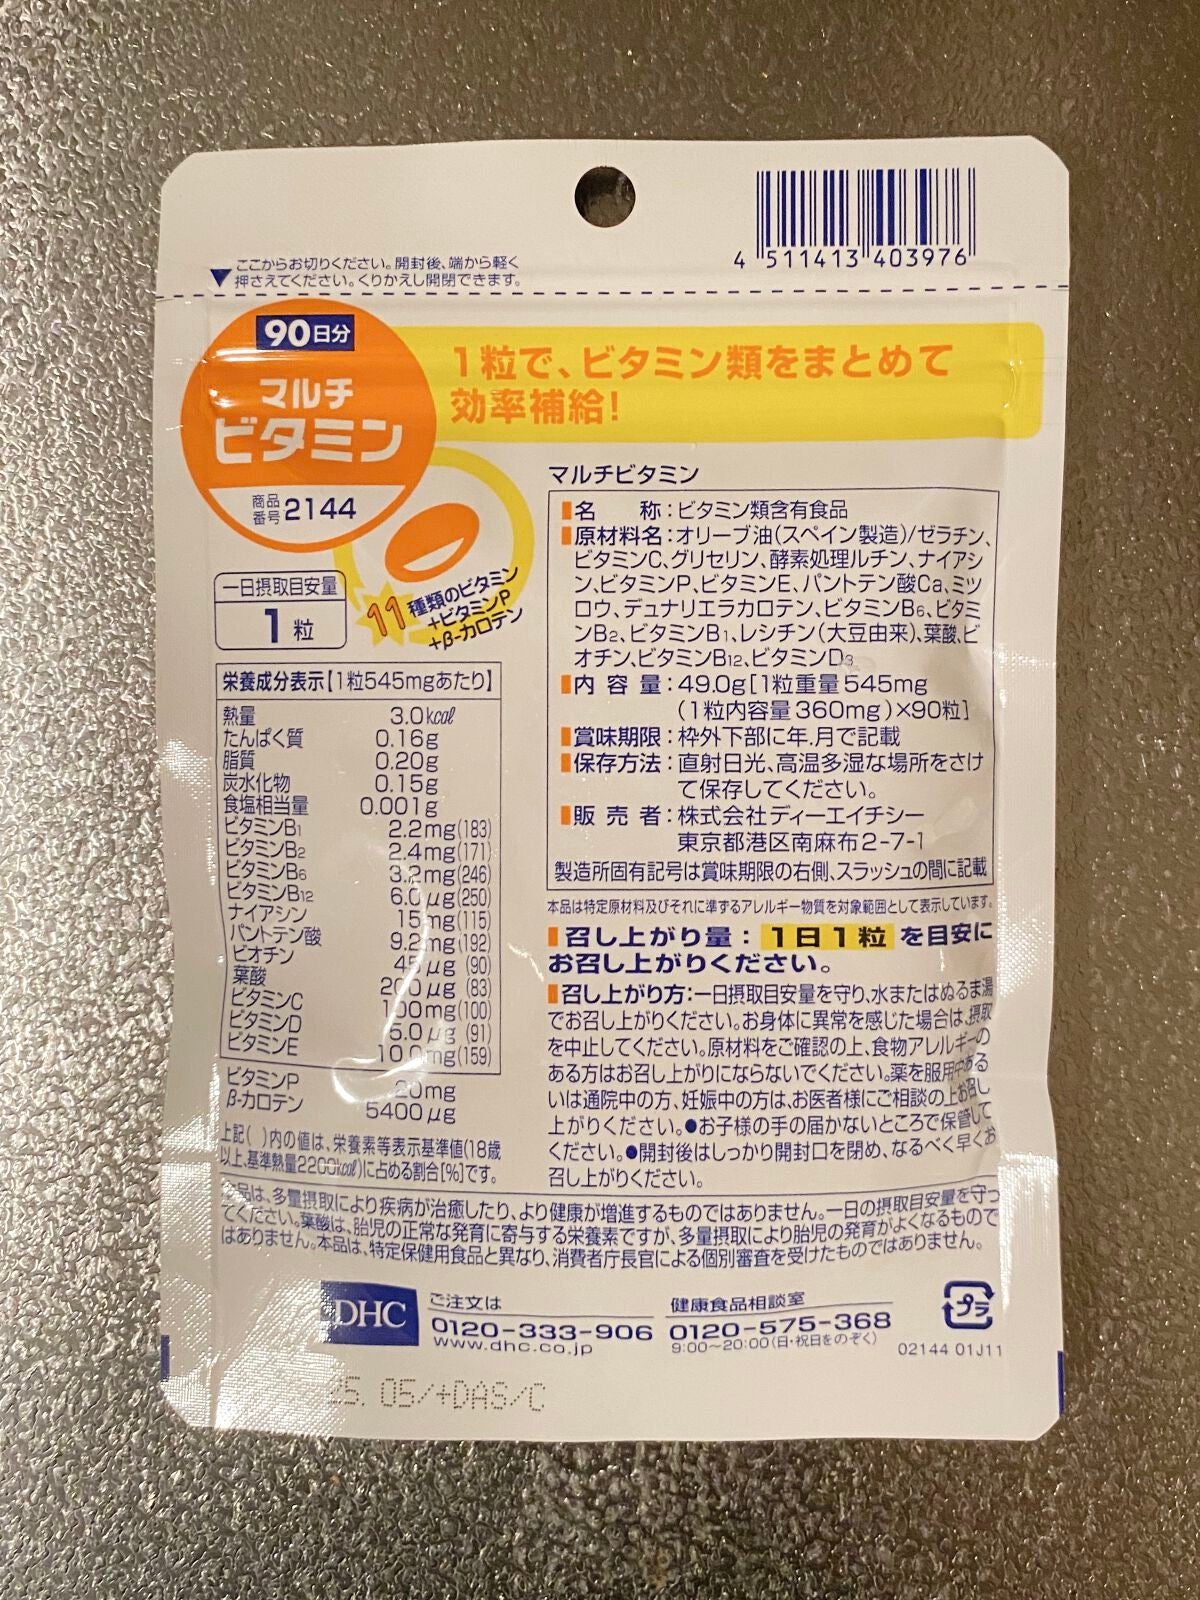 4 511413 403976
ここからお切りください。開封後、端から軽く
押さえてください。くりかえし開閉できます。
90日分
マルチ
ビタミン
商品
番号 2144
1粒で、ビタミン類をまとめて
効率補給!
11種類のビタミン
+ビタミンP
+β-カロテン
一日摂取目安量
1粒
栄養成分表示【1粒545mgあたり】
熱量 3.0kcal
たんぱく質 0.16g
脂質 0.20g
炭水化物 0.15g
食塩相当量 0.001g
ビタミンB1 2.2mg(183)
ビタミンB2 2.4mg(171)
ビタミンB6 3.2mg(246)
ビタミンB12 6.0μg(250)
ナイアシン 15mg(115)
パントテン酸 9.2mg(192)
ビオチン 45μg (90)
葉酸 200μg (83)
ビタミンC 100mg(100)
ビタミンD 5.0μg (91)
ビタミンE 10.0mg(159)
ビタミンP 20mg
β-カロテン 5400μg
上記( )内の値は、栄養素等表示基準値(18歳
以上、基準熱量2200kcal)に占める割合[%]です。
マルチビタミン
名称:ビタミン類含有食品
原材料名:オリーブ油(スペイン製造)/ゼラチン、
ビタミンC、グリセリン、酵素処理ルチン、ナイアシ
ン、ビタミンP、ビタミンE、パントテン酸Ca、ミツ
ロウ、デュナリエラカロテン、ビタミンB6、ビタミ
ンB2、ビタミンB1、レシチン(大豆由来)、葉酸、ビ
オチン、ビタミンB12、ビタミンD3
内容量:49.0g[1粒重量545mg
(1粒内容量360mg)×90粒]
賞味期限:枠外下部に年.月で記載
保存方法:直射日光、高温多湿な場所をさけ
て保存してください。
販売者:株式会社ディーエイチシー
東京都港区南麻布2-7-1
製造所固有記号は賞味期限の右側、スラッシュの間に記載
本品は特定原材料及びそれに準ずるアレルギー物質を対象範囲として表示しています。
召し上がり量:1日1粒を目安に
お召し上がりください。
召し上がり方:一日摂取目安量を守り、水またはぬるま湯
でお召し上がりください。お身体に異常を感じた場合は、摂取
を中止してください。原材料をご確認の上、食物アレルギーの
ある方はお召し上がりにならないでください。薬を服用中ある
いは通院中の方、妊娠中の方は、お医者様にご相談の上お召し
上がりください。●お子様の手の届かないところで保管して
ください。●開封後はしっかり開封口を閉め、なるべく早くお
召し上がりください。
本品は、多量摂取により疾病が治癒したり、より健康が増進するものではありません。一日の摂取目安量を守っ
てください。葉酸は、胎児の正常な発育に寄与する栄養素ですが、多量摂取により胎児の発育がよくなるもので
はありません。本品は、特定保健用食品と異なり、消費者庁長官による個別審査を受けたものではありません。
DHC
ご注文は
0120-333-906
www.dhc.co.jp
健康食品相談室
0120-575-368
9:00~20:00(日・祝日をのぞく)
プラ
02144 01J11
25. 05/+DAS/C